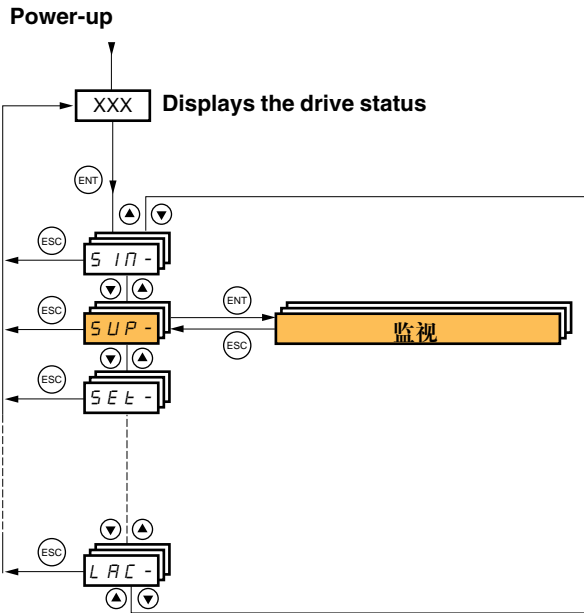 Power-up
XXX Displays the drive status
ENT
ESC
SIM-
ESC
ENT
SUP-
监视
ESC
ESC
SEt-
ESC
LAC-